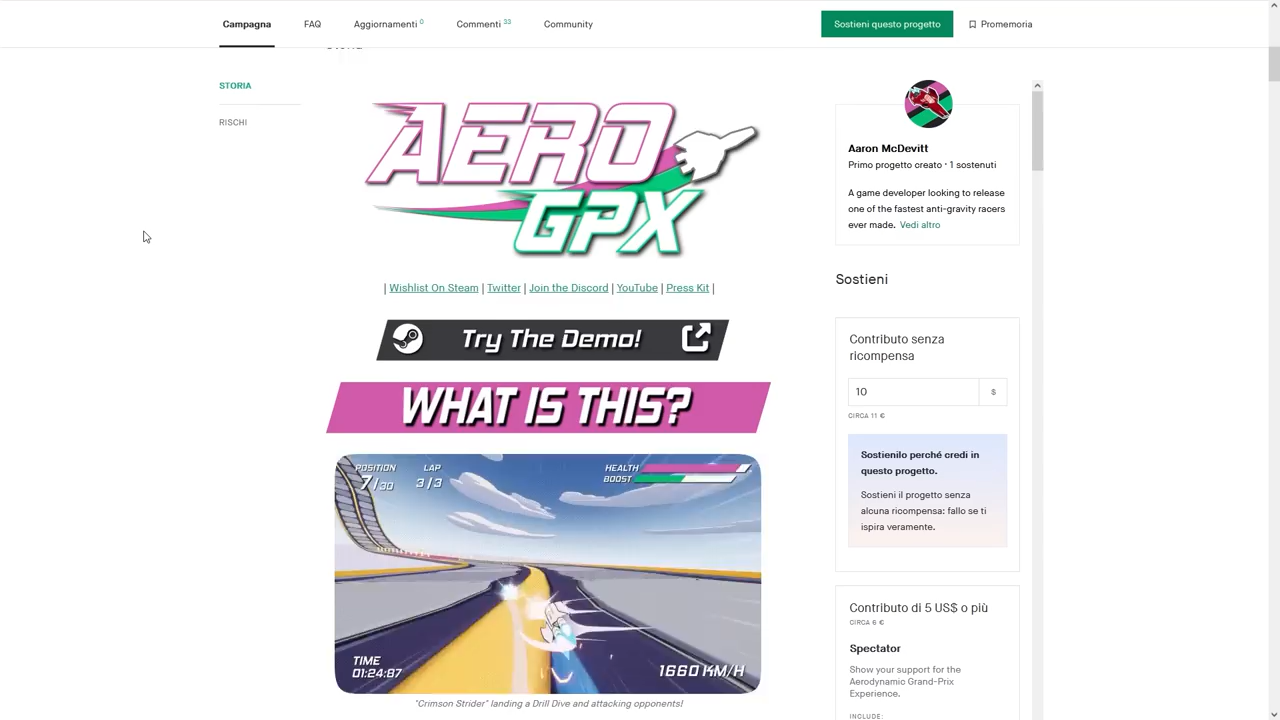 Campagna
FAQ
Aggiornamenti 0
Commenti 33
Community
Sostieni questo progetto
Promemoria
STORIA
RISCHI
AERO
GPX
| Wishlist On Steam | Twitter | Join the Discord | YouTube | Press Kit |
Try The Demo!
WHAT IS THIS?
POSITION
7/30
LAP
3/3
HEALTH
BOOST
TIME
01:24:87
1660 KM/H
"Crimson Strider" landing a Drill Dive and attacking opponents!
Aaron McDevitt
Primo progetto creato · 1 sostenuti
A game developer looking to release
one of the fastest anti-gravity racers
ever made. Vedi altro
Sostieni
Contributo senza
ricompensa
10
$
CIRCA 11 €
Sostienilo perché credi in
questo progetto.
Sostieni il progetto senza
alcuna ricompensa: fallo se ti
ispira veramente.
Contributo di 5 US$ o più
CIRCA 6 €
Spectator
Show your support for the
Aerodynamic Grand-Prix
Experience.
INCLUDE: